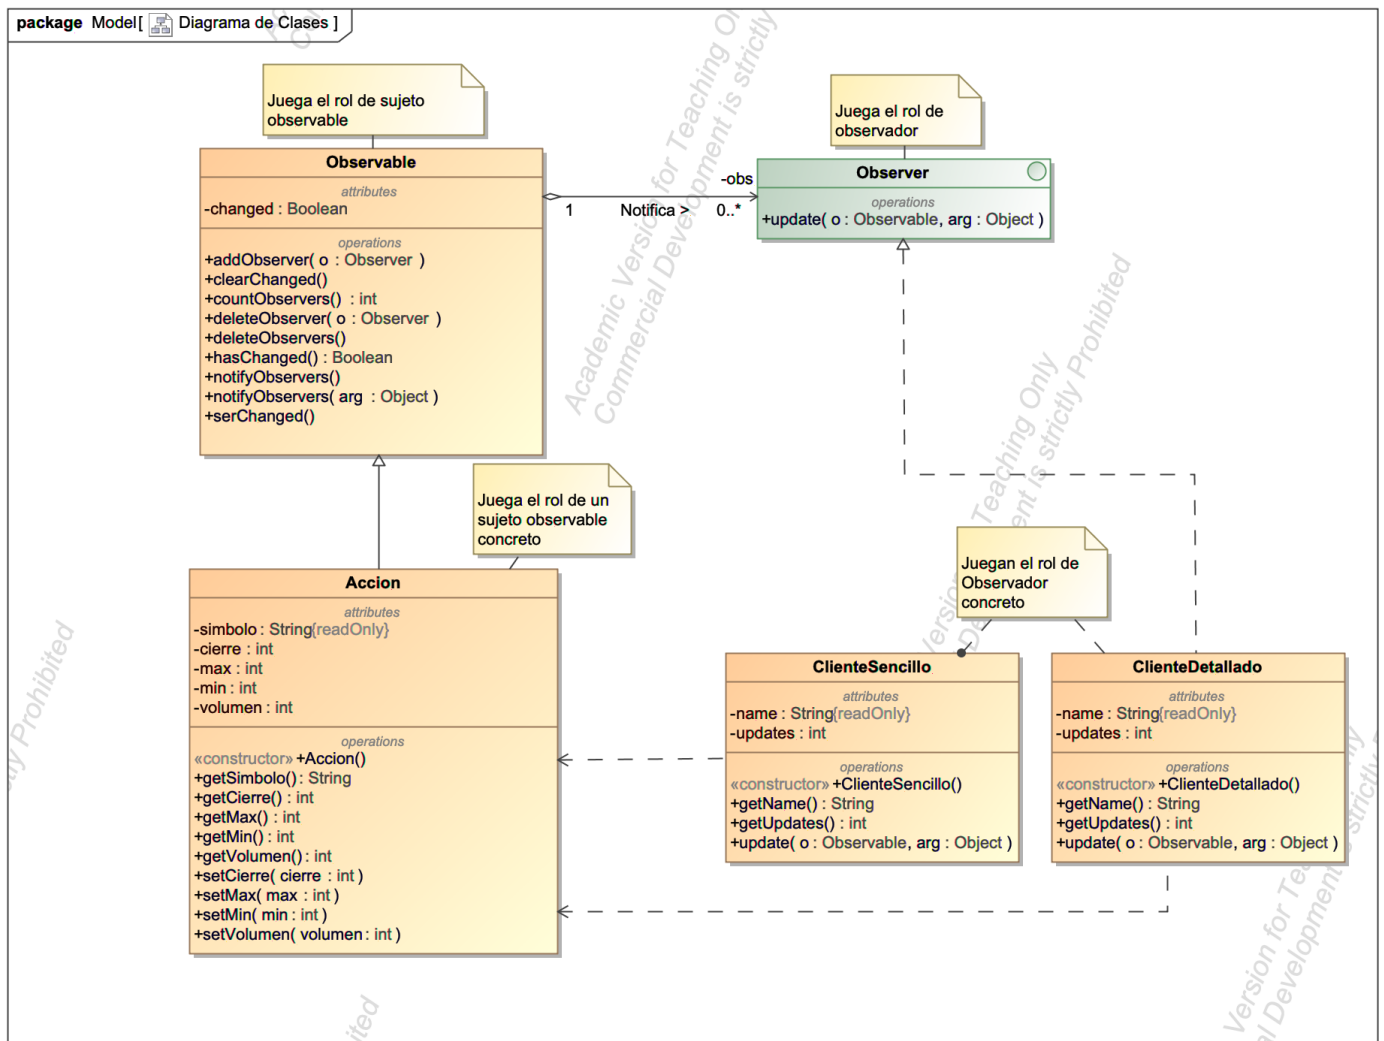 package Model[ Diagrama de Clases ]
Juega el rol de sujeto
observable
Juega el rol de
observador
Observable
attributes
-changed : Boolean
operations
+addObserver( o : Observer )
+clearChanged()
+countObservers() : int
+deleteObserver( o : Observer )
+deleteObservers()
+hasChanged() : Boolean
+notifyObservers()
+notifyObservers( arg : Object )
+serChanged()
-obs
1
Notifica >
0..*
Observer
operations
+update( o : Observable, arg : Object )
Juega el rol de un
sujeto observable
concreto
Juegan el rol de
Observador
concreto
Accion
attributes
-simbolo : String{readOnly}
-cierre : int
-max : int
-min : int
-volumen : int
operations
«constructor» +Accion()
+getSimbolo() : String
+getCierre() : int
+getMax() : int
+getMin() : int
+getVolumen() : int
+setCierre( cierre : int )
+setMax( max : int )
+setMin( min : int )
+setVolumen( volumen : int )
ClienteSencillo
attributes
-name : String{readOnly}
-updates : int
operations
«constructor» +ClienteSencillo()
+getName() : String
+getUpdates() : int
+update( o : Observable, arg : Object )
ClienteDetallado
attributes
-name : String{readOnly}
-updates : int
operations
«constructor» +ClienteDetallado()
+getName() : String
+getUpdates() : int
+update( o : Observable, arg : Object )
Academic Version for Teaching
Commercial Development is strictly
Teaching Only
is strictly Prohibited
Prohibited
Version for
Development